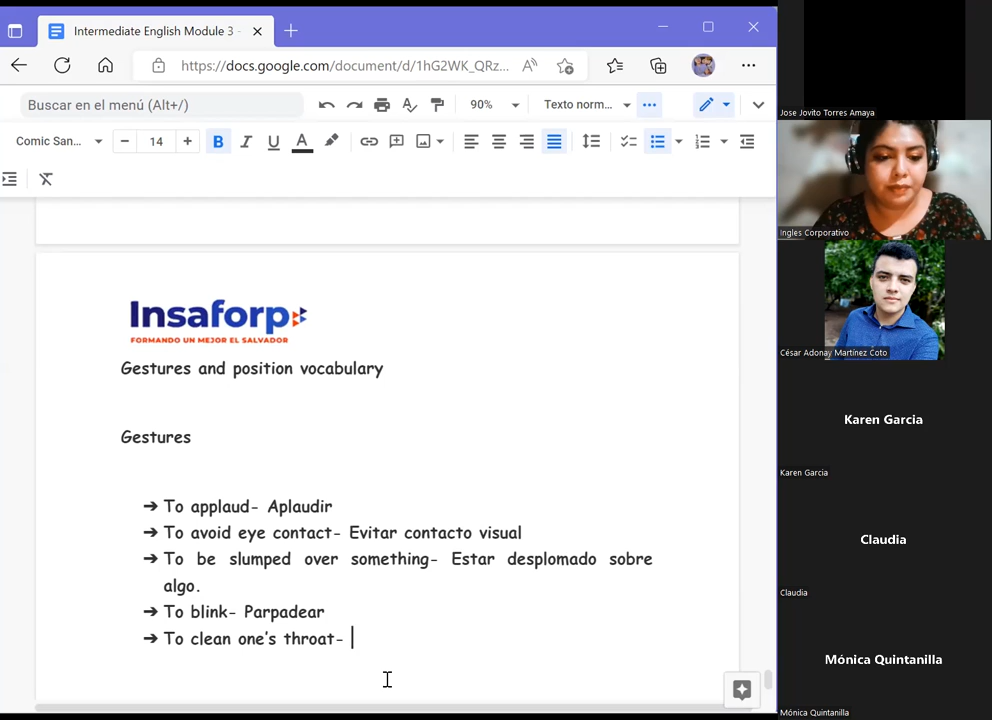 Intermediate English Module 3 -
https://docs.google.com/document/d/1hG2WK_QRz...
Buscar en el menú (Alt+/)
90%
Texto norm...
Comic San...
14
Insaforp
FORMANDO UN MEJOR EL SALVADOR
Gestures and position vocabulary
Gestures
➔ To applaud- Aplaudir
➔ To avoid eye contact- Evitar contacto visual
➔ To be slumped over something- Estar desplomado sobre
algo.
➔ To blink- Parpadear
➔ To clean one's throat-
Jose Jovito Torres Amaya
Ingles Corporativo
César Adonay Martínez Coto
Karen Garcia
Karen Garcia
Claudia
Claudia
Mónica Quintanilla
Mónica Quintanilla